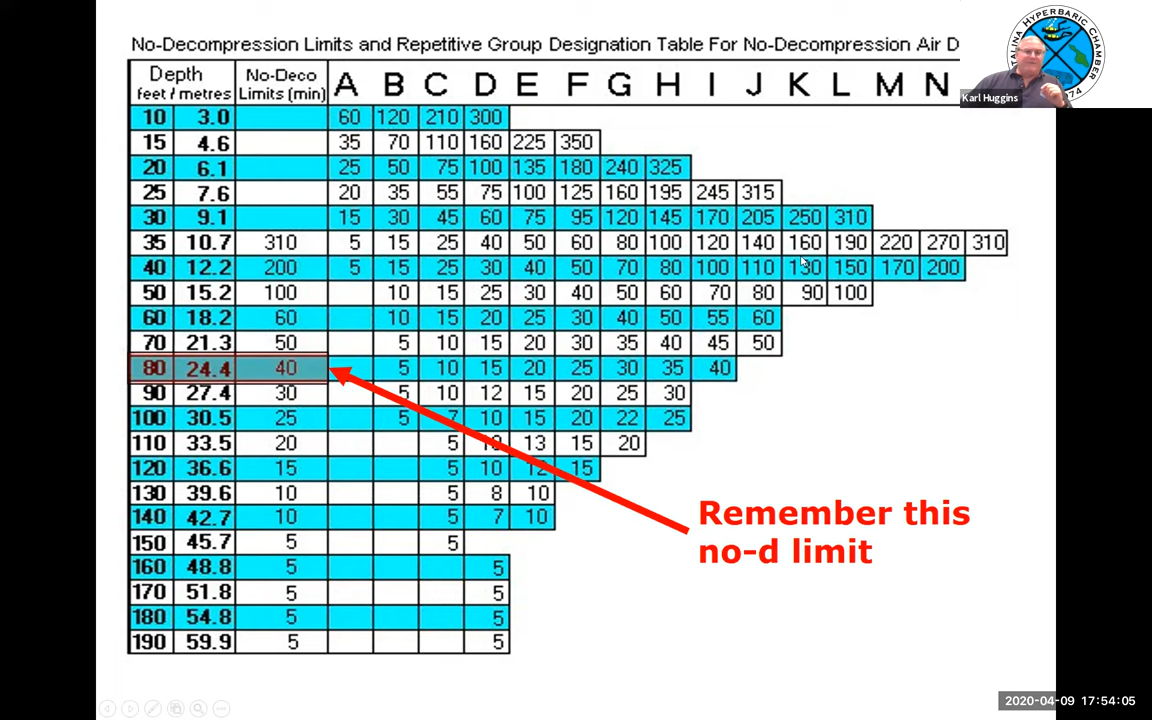 No-Decompression Limits and Repetitive Group Designation Table For No-Decompression Air D
HYPERBARIC
CHAMBER
Karl Huggins
Depth
feet / metres
No-Deco
Limits (min)
A B C D E F G H I J K L M N
10 3.0 60 120 210 300
15 4.6 35 70 110 160 225 350
20 6.1 25 50 75 100 135 180 240 325
25 7.6 20 35 55 75 100 125 160 195 245 315
30 9.1 15 30 45 60 75 95 120 145 170 205 250 310
35 10.7 310 5 15 25 40 50 60 80 100 120 140 160 190 220 270 310
40 12.2 200 5 15 25 30 40 50 70 80 100 110 130 150 170 200
50 15.2 100 10 15 25 30 40 50 60 70 80 90 100
60 18.2 60 10 15 20 25 30 40 50 55 60
70 21.3 50 5 10 15 20 30 35 40 45 50
80 24.4 40 5 10 15 20 25 30 35 40
90 27.4 30 5 10 12 15 20 25 30
100 30.5 25 5 7 10 15 20 22 25
110 33.5 20 5 10 13 15 20
120 36.6 15 5 10 12 15
130 39.6 10 5 8 10
140 42.7 10 5 7 10
150 45.7 5 5
160 48.8 5 5
170 51.8 5 5
180 54.8 5 5
190 59.9 5 5
Remember this
no-d limit
2020-04-09 17:54:05